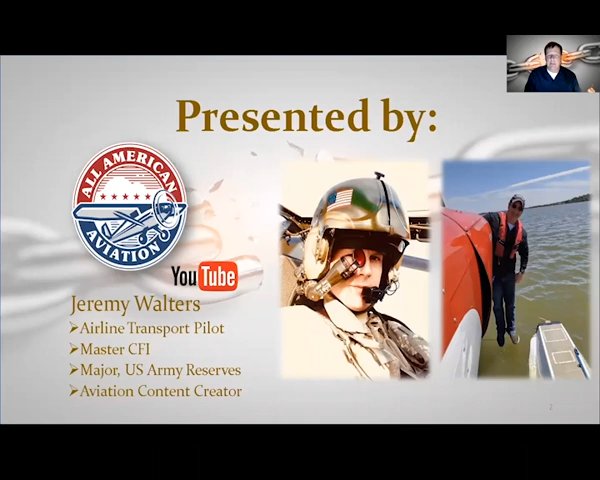 Presented by:
ALL AMERICAN
AVIATION
YouTube
Jeremy Walters
➢Airline Transport Pilot
➢Master CFI
➢Major, US Army Reserves
➢Aviation Content Creator
2